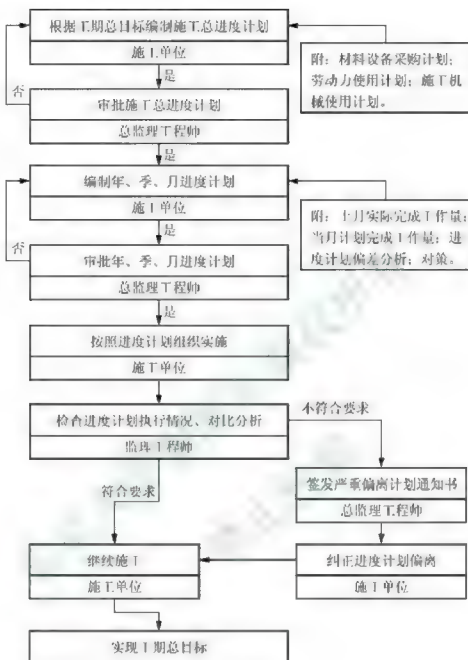 根据工期总目标编制施工总进度计划
施工单位
附：材料设备采购计划；
劳动力使用计划；施工机
械使用计划。
否
是
审批施工总进度计划
总监理工程师
是
编制年、季、月进度计划
施工单位
附：上月实际完成工作量；
当月计划完成工作量；进
度计划偏差分析；对策。
否
是
审批年、季、月进度计划
总监理工程师
是
按照进度计划组织实施
施工单位
检查进度计划执行情况、对比分析
监理工程师
不符合要求
符合要求
签发严重偏离计划通知书
总监理工程师
继续施工
施工单位
纠正进度计划偏离
施工单位
实现工期总目标